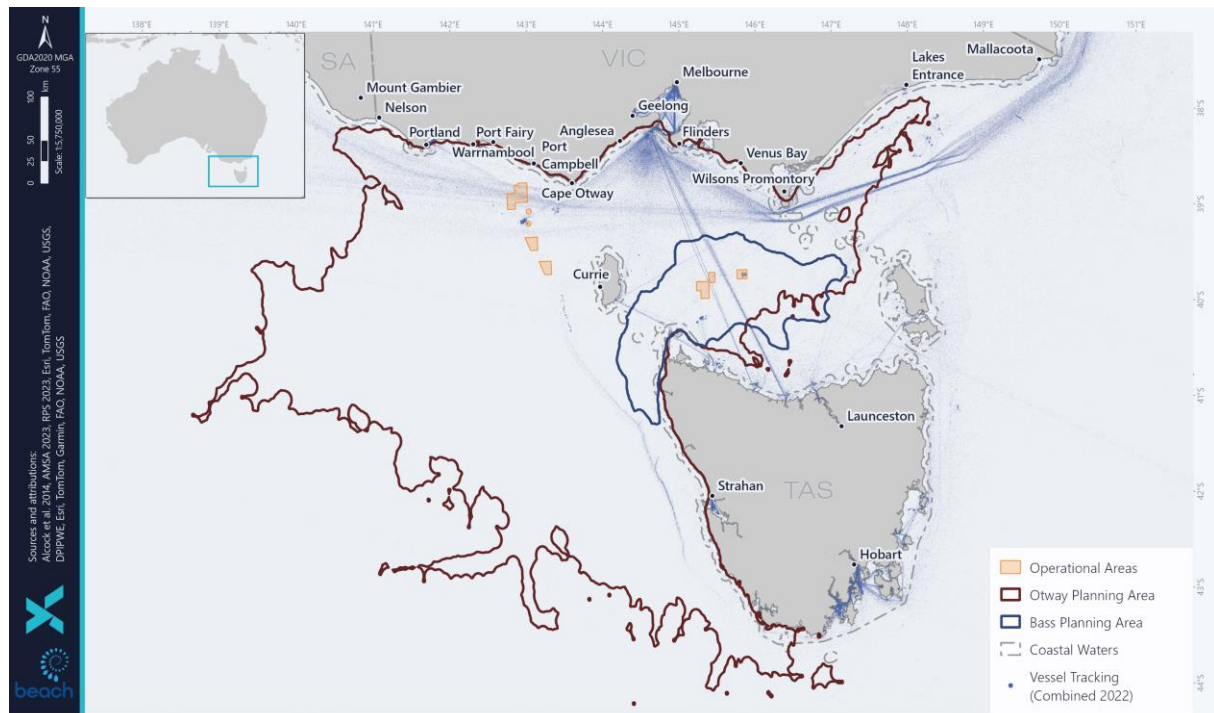 N
GDA2020 MGA
Zone 55
km
100
50
25
0
Scale: 1:5,750,000
Sources and attributions:
Alcock et al. 2014, AMSA 2023, RPS 2023, Esri, TomTom, FAO, NOAA, USGS,
DPIPWE, Esri, TomTom, Garmin, FAO, NOAA, USGS
beach
138°E
139°E
140°E
141°E
142°E
143°E
144°E
145°E
146°E
147°E
148°E
149°E
150°E
151°E
SA
VIC
TAS
Mount Gambier
Nelson
Portland
Port Fairy
Warrnambool
Port
Campbell
Cape Otway
Anglesea
Geelong
Melbourne
Flinders
Venus Bay
Wilsons Promontory
Lakes
Entrance
Mallacoota
Currie
Launceston
Strahan
Hobart
38°S
39°S
40°S
41°S
42°S
43°S
44°S
Operational Areas
Otway Planning Area
Bass Planning Area
Coastal Waters
Vessel Tracking
(Combined 2022)